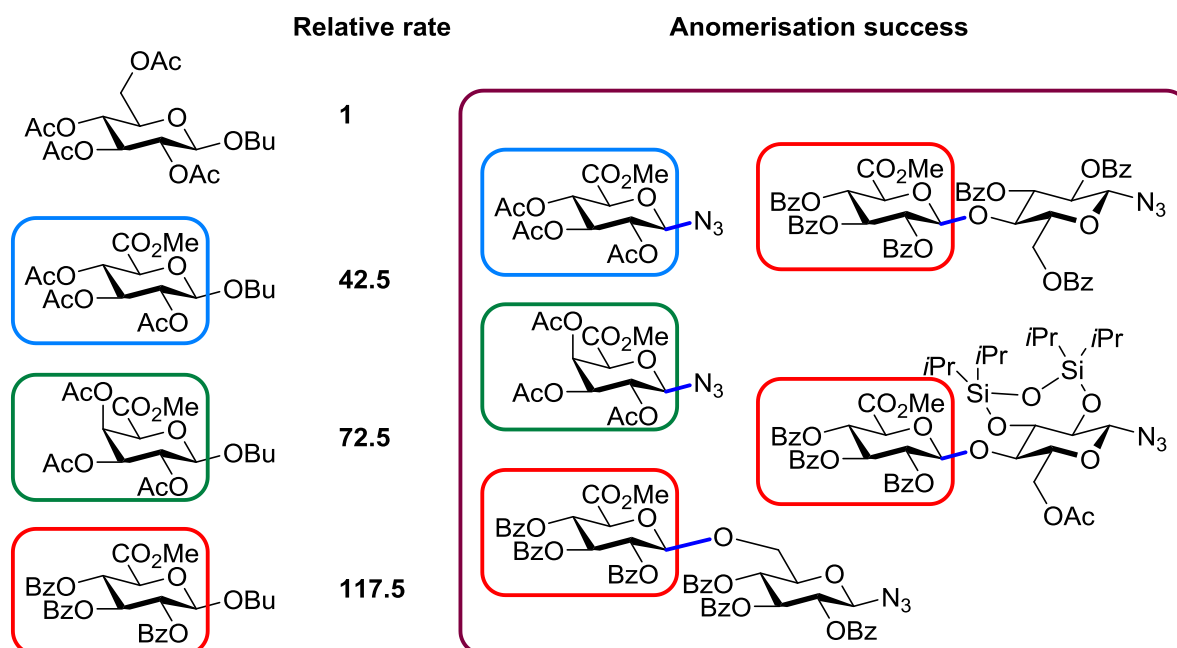 Relative rate
Anomerisation success
OAc
AcO
AcO
OAc
O
OBu
1
CO2Me
AcO
AcO
AcO
O
OBu
42.5
AcO
CO2Me
AcO
AcO
O
OBu
72.5
CO2Me
BzO
BzO
BzO
O
OBu
117.5
CO2Me
AcO
AcO
AcO
O
N3
AcO
CO2Me
AcO
AcO
O
N3
CO2Me
BzO
BzO
BzO
O
O
BzO
BzO
OBz
O
N3
CO2Me
BzO
BzO
BzO
O
O
BzO
OBz
O
N3
OBz
CO2Me
BzO
BzO
BzO
O
O
iPr
iPr
iPr
iPr
Si
O
Si
O
O
O
N3
OAc